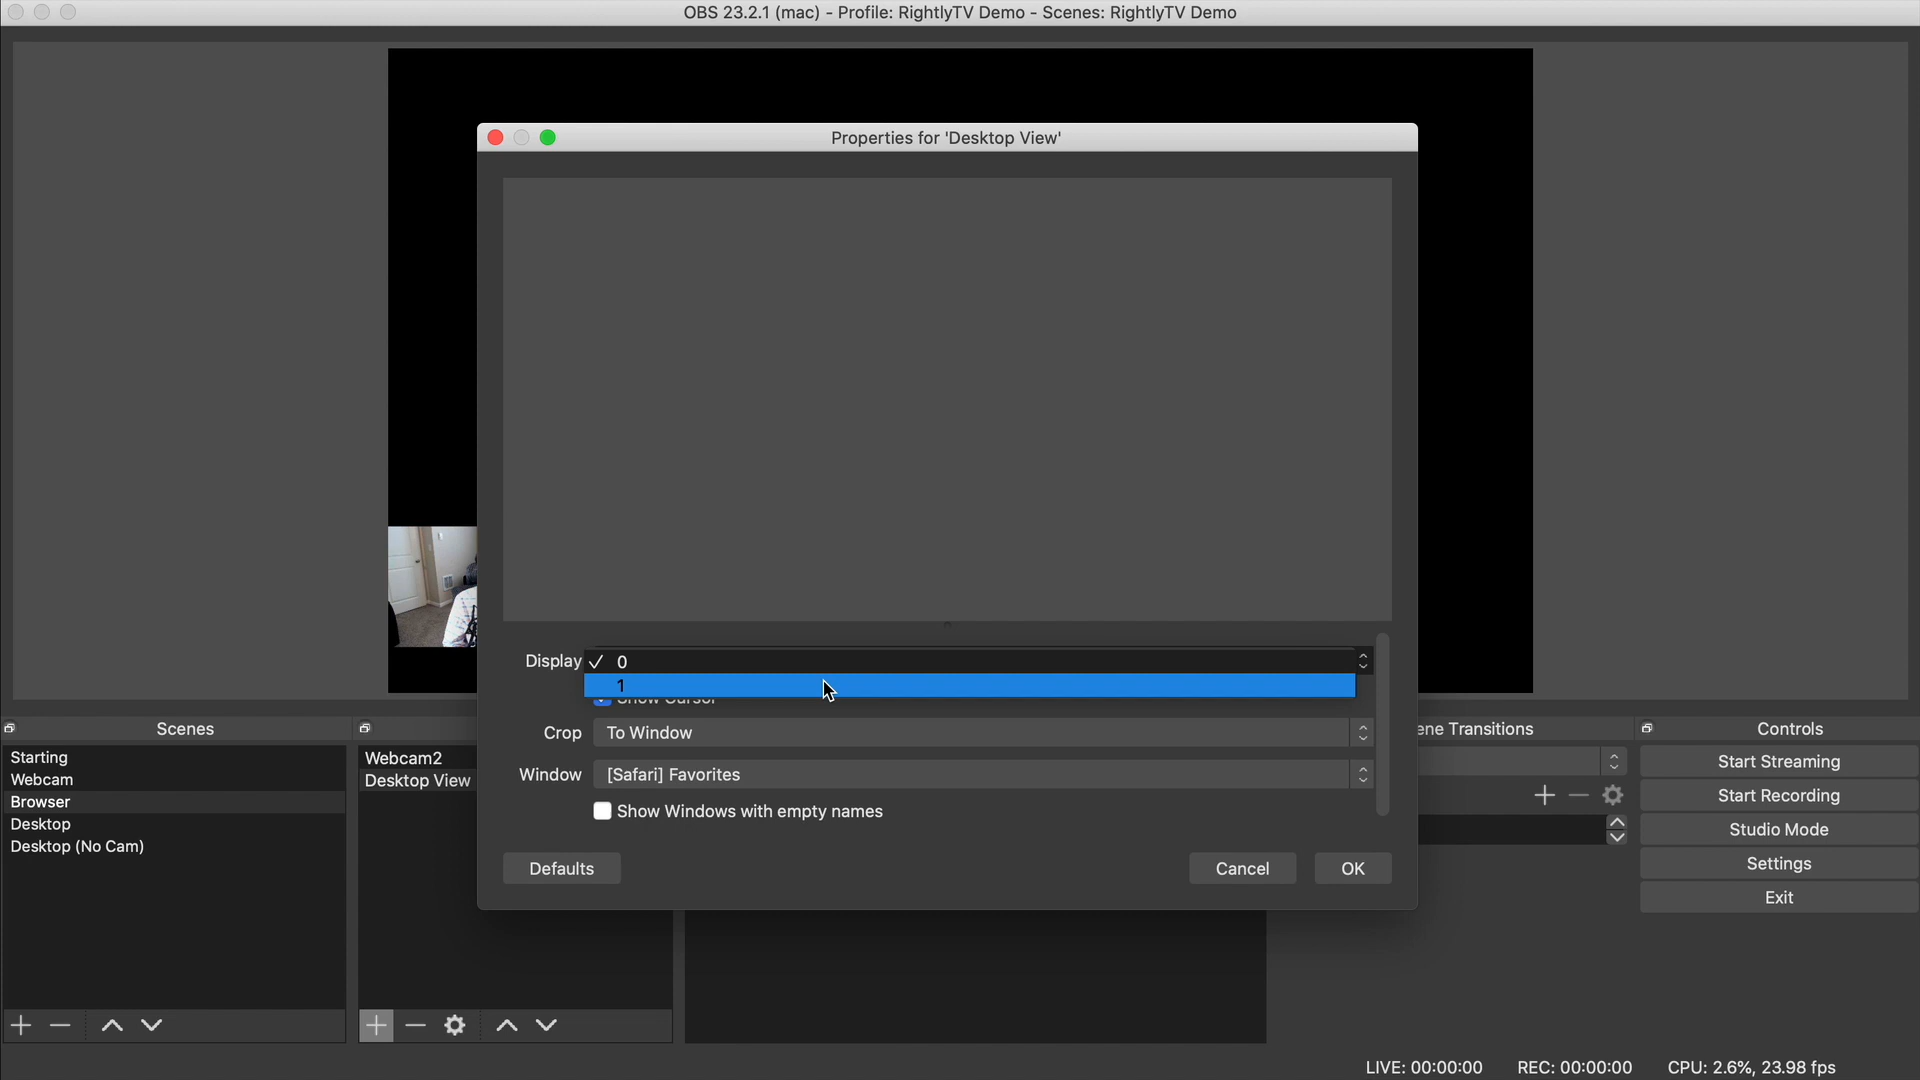 OBS 23.2.1 (mac) - Profile: RightlyTV Demo - Scenes: RightlyTV Demo
Properties for 'Desktop View'
Display ✓ 0
1
Show Cursor
Crop To Window
Window [Safari] Favorites
Show Windows with empty names
Defaults Cancel OK
Scenes
Starting
Webcam
Browser
Desktop
Desktop (No Cam)
Webcam2
Desktop View
ene Transitions
Controls
Start Streaming
Start Recording
Studio Mode
Settings
Exit
LIVE: 00:00:00 REC: 00:00:00 CPU: 2.6%, 23.98 fps